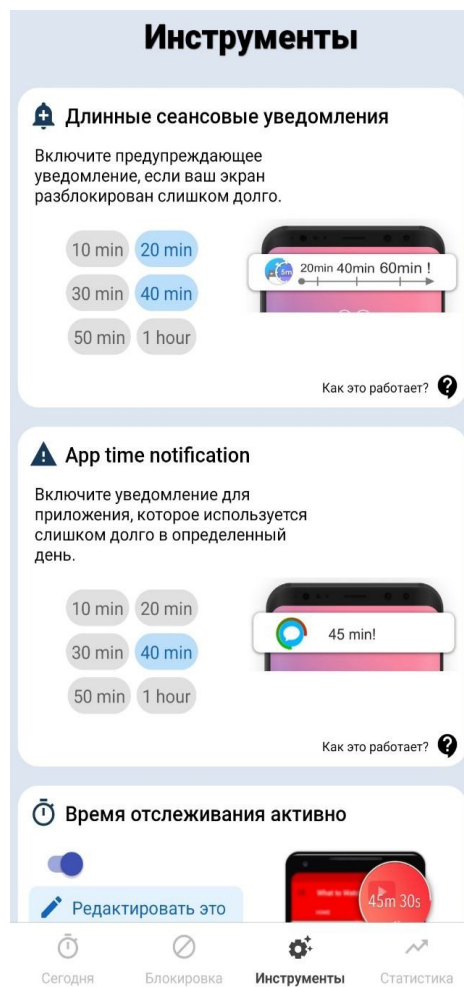 Инструменты
Длинные сеансовые уведомления
Включите предупреждающее
уведомление, если ваш экран
разблокирован слишком долго.
10 min 20 min
30 min 40 min
50 min 1 hour
5m 20min 40min 60min !
Как это работает?
App time notification
Включите уведомление для
приложения, которое используется
слишком долго в определенный
день.
10 min 20 min
30 min 40 min
50 min 1 hour
45 min!
Как это работает?
Время отслеживания активно
Редактировать это
45m 30s
Сегодня Блокировка Инструменты Статистика